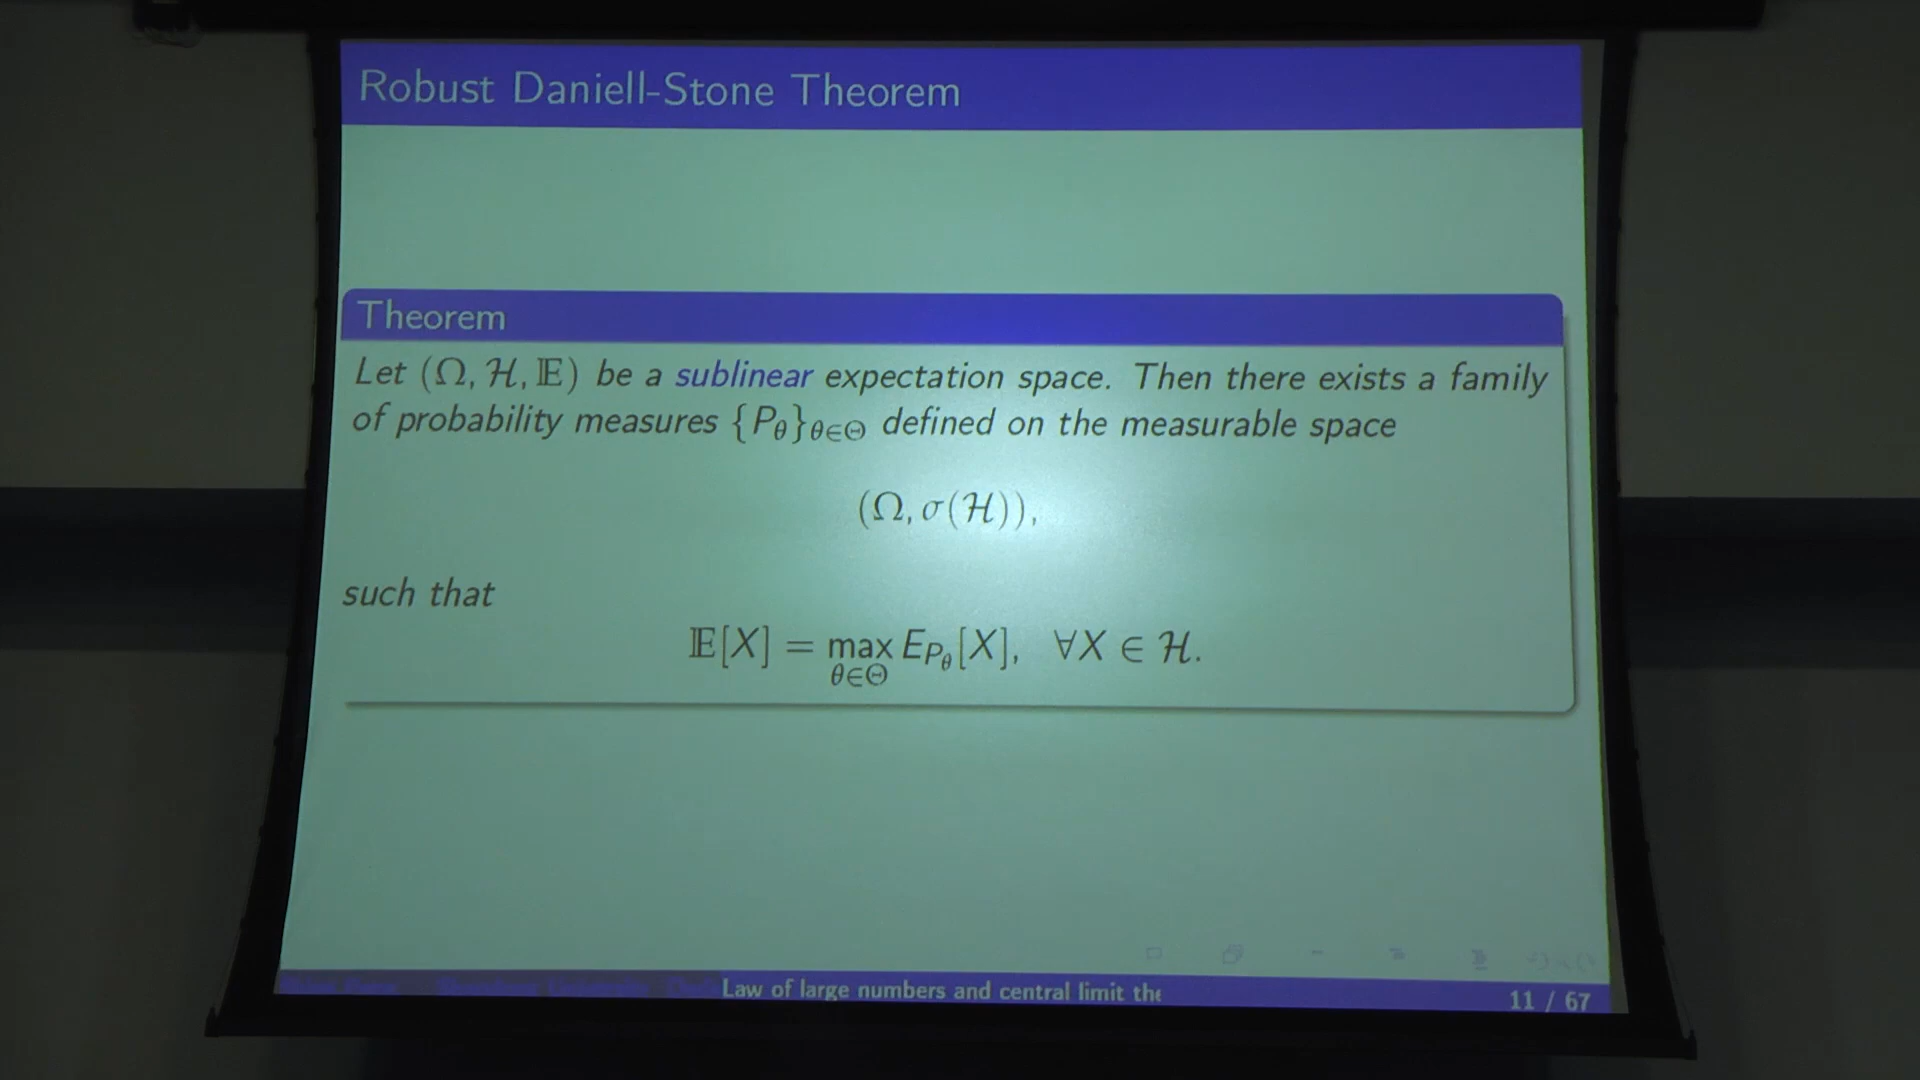 Robust Daniell-Stone Theorem
Theorem
Let (Ω, ℋ, 𝔼) be a sublinear expectation space. Then there exists a family
of probability measures {P_θ}_{θ∈Θ} defined on the measurable space
(Ω, σ(ℋ)),
such that
𝔼[X] = max_{θ∈Θ} E_{P_θ}[X], ∀X ∈ ℋ.
Law of large numbers and central limit the
11 / 67